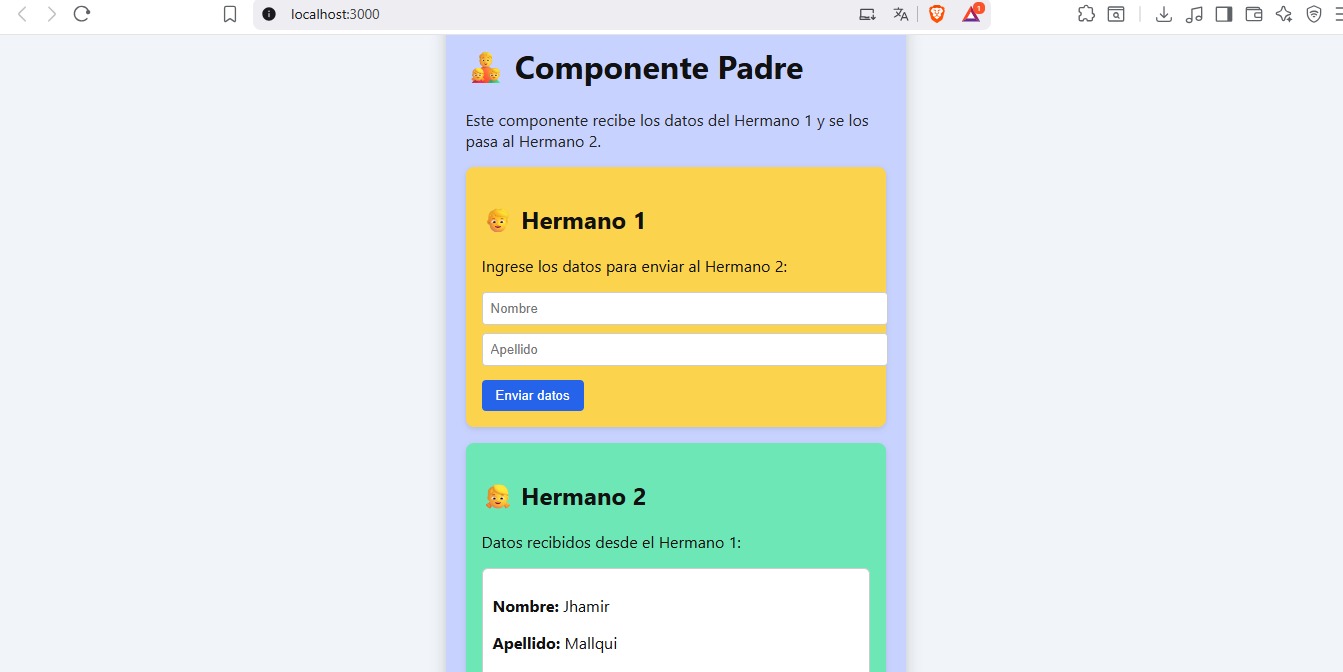 localhost:3000
1
Componente Padre
Este componente recibe los datos del Hermano 1 y se los
pasa al Hermano 2.
Hermano 1
Ingrese los datos para enviar al Hermano 2:
Nombre
Apellido
Enviar datos
Hermano 2
Datos recibidos desde el Hermano 1:
Nombre: Jhamir
Apellido: Mallqui